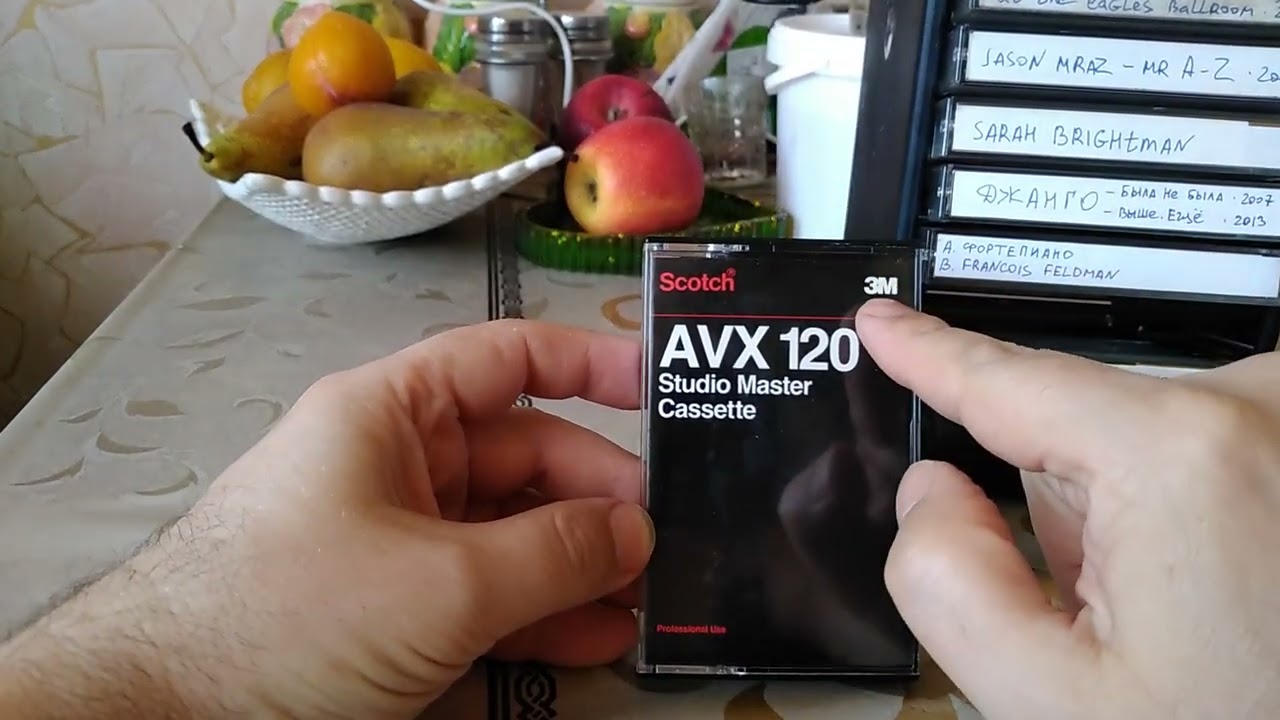 EAGLES BALLROOM
JASON MRAZ - MR A-Z
SARAH BRIGHtMAN
ДЖАНГО - БЫЛА НЕ БЫЛА · 2007
- ВЫШЕ. ЕЩЁ · 2013
A. ФОРТЕПИАНО
B. FRANCOIS FELDMAN
Scotch® 3M
AVX 120
Studio Master
Cassette
Professional Use